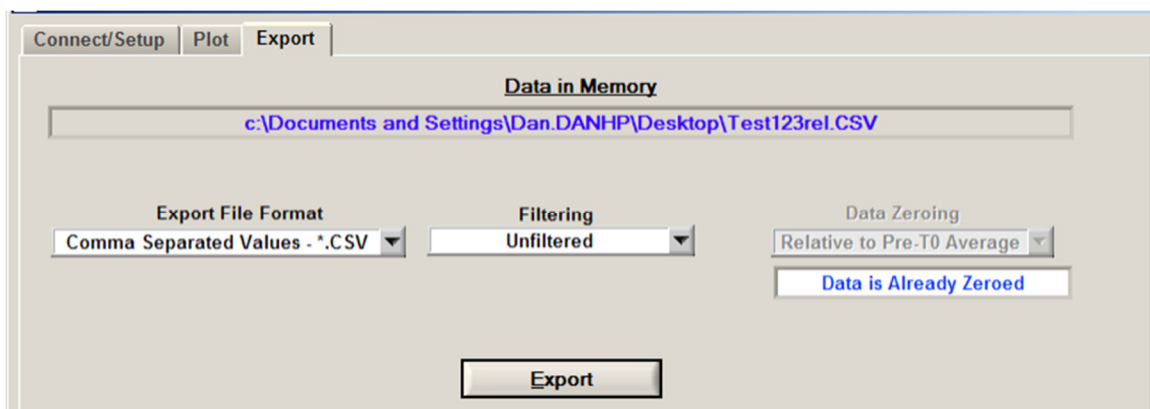 Connect/Setup Plot Export
Data in Memory
c:\Documents and Settings\Dan.DANHP\Desktop\Test123rel.CSV
Export File Format Filtering Data Zeroing
Comma Separated Values - *.CSV Unfiltered Relative to Pre-T0 Average
Data is Already Zeroed
Export